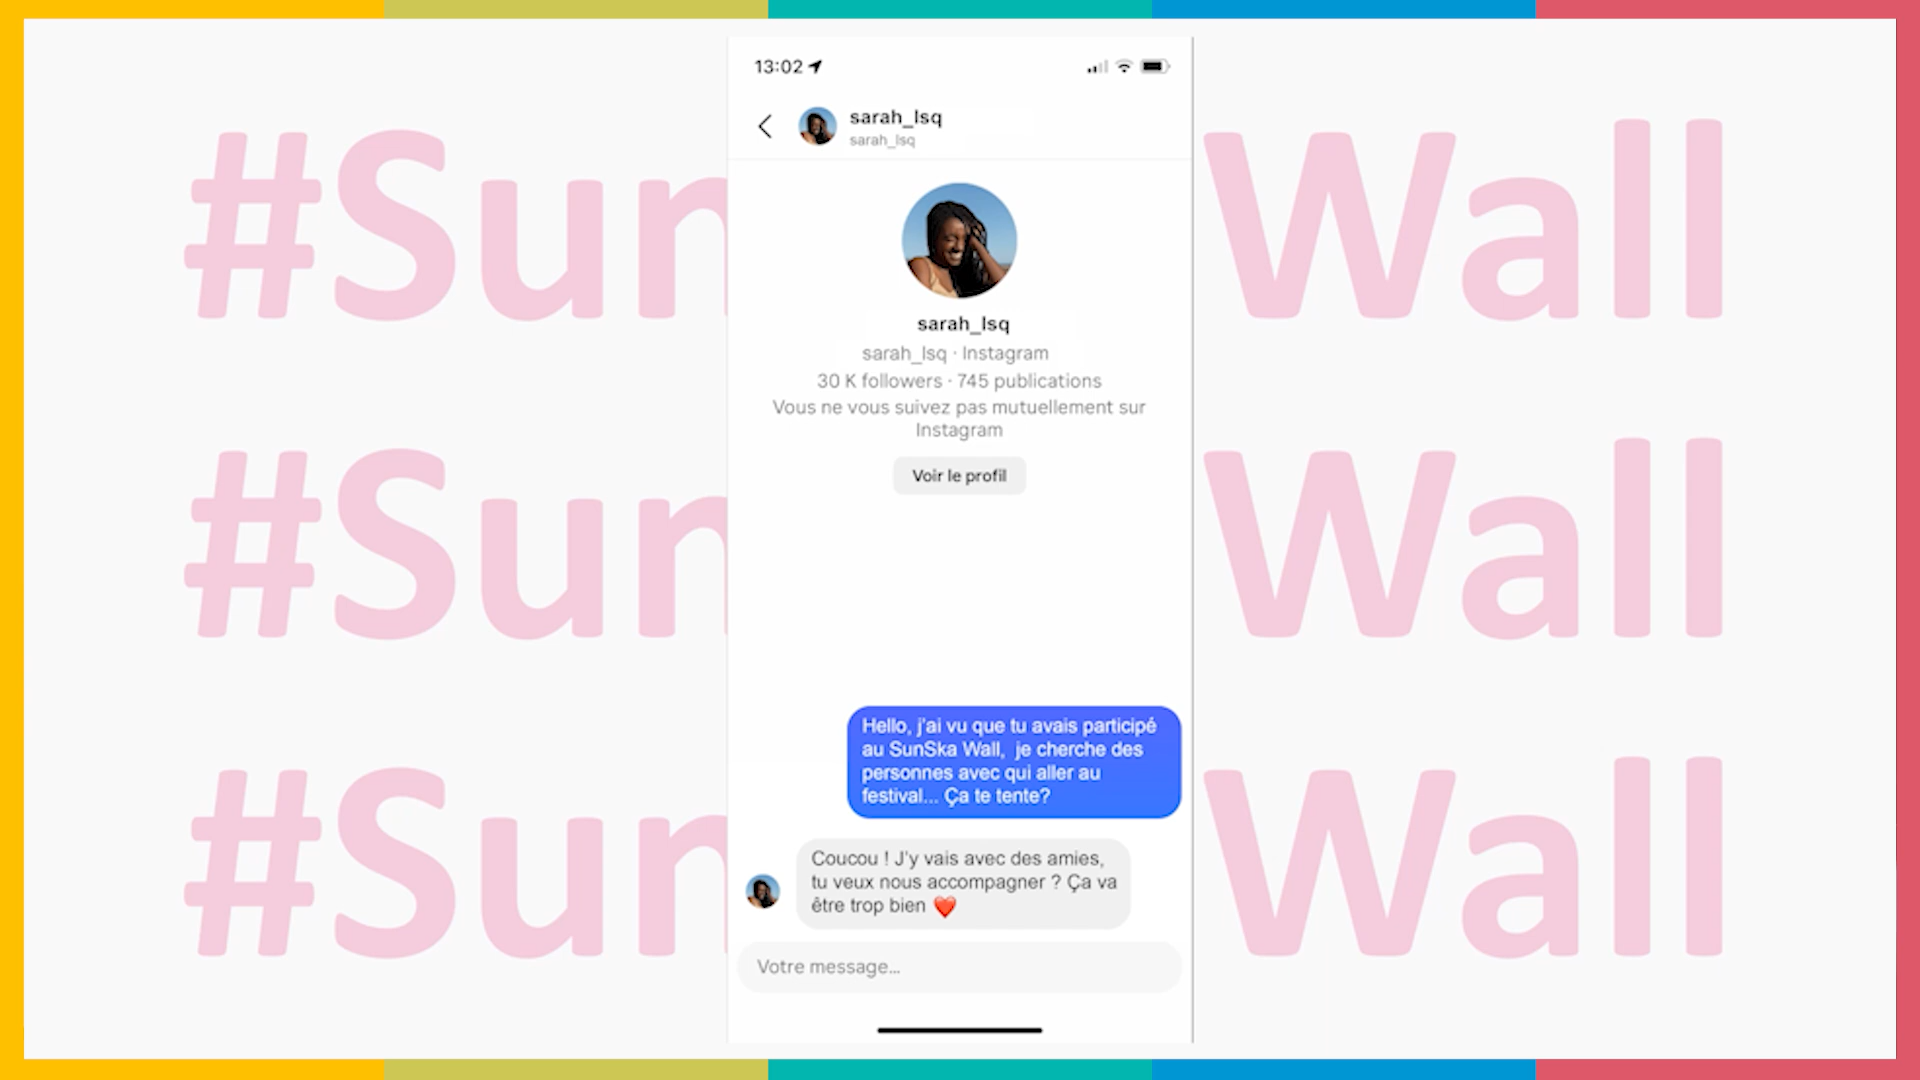 13:02
sarah_lsq
sarah_lsq
sarah_lsq
sarah_lsq · Instagram
30 K followers · 745 publications
Vous ne vous suivez pas mutuellement sur
Instagram
Voir le profil
Hello, j'ai vu que tu avais participé
au SunSka Wall, je cherche des
personnes avec qui aller au
festival... Ça te tente?
Coucou ! J'y vais avec des amies,
tu veux nous accompagner ? Ça va
être trop bien ❤️
Votre message...
#Sun Wall
#Sun Wall
#Sun Wall